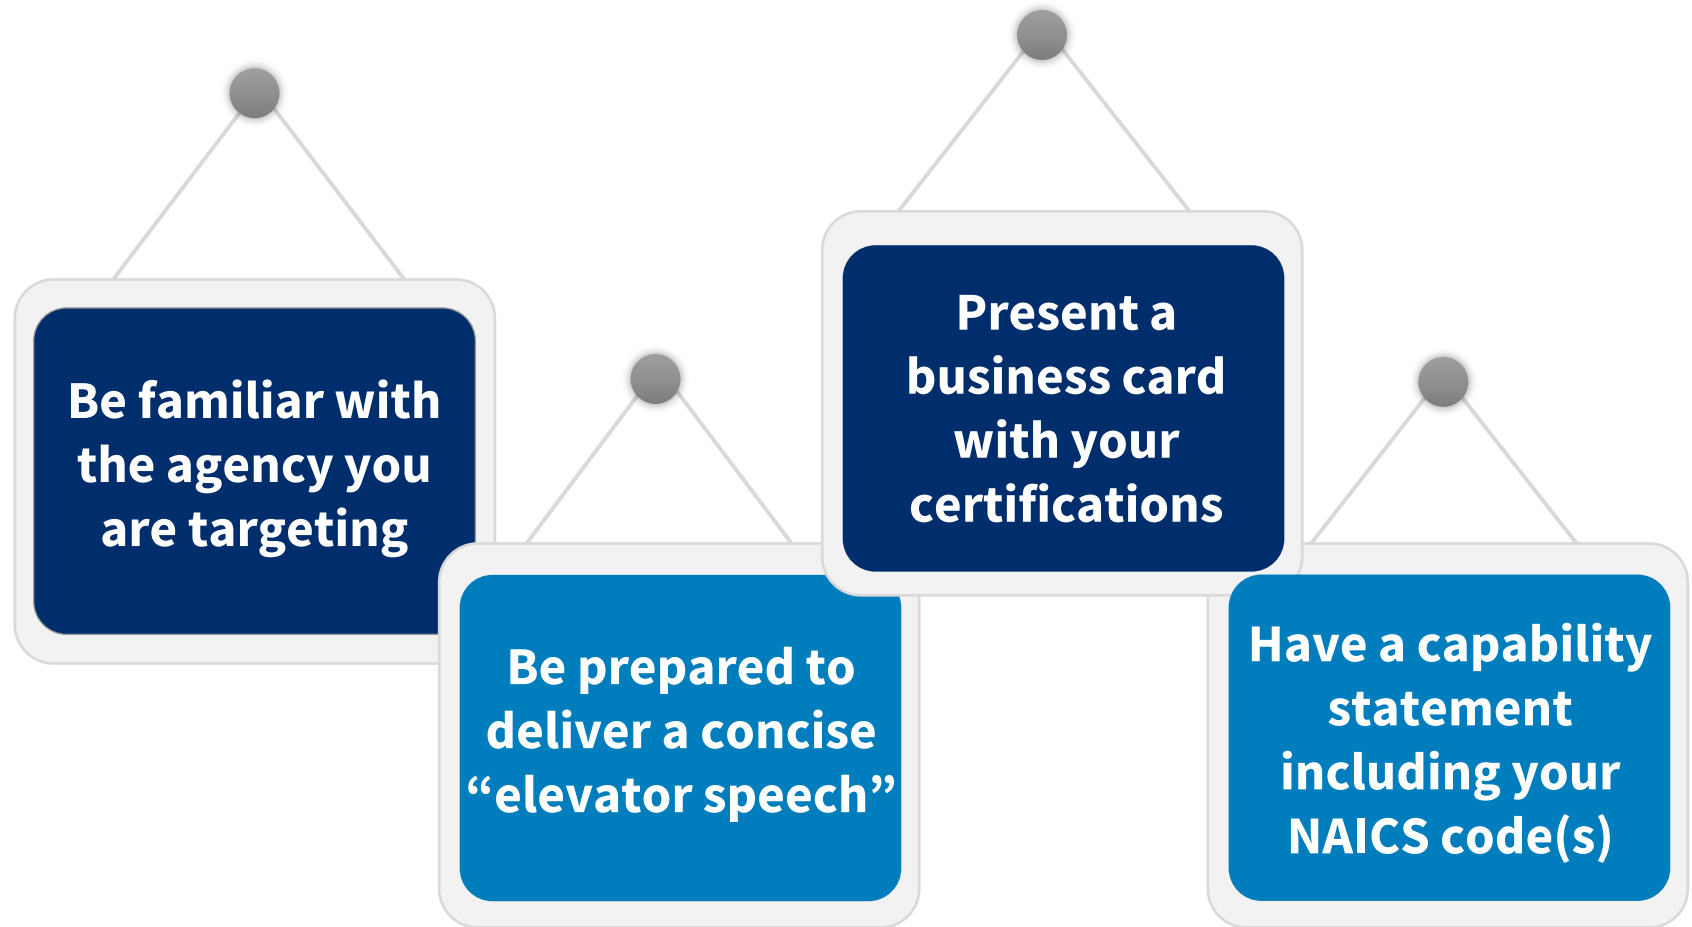 Be familiar with
the agency you
are targeting
Be prepared to
deliver a concise
“elevator speech”
Present a
business card
with your
certifications
Have a capability
statement
including your
NAICS code(s)